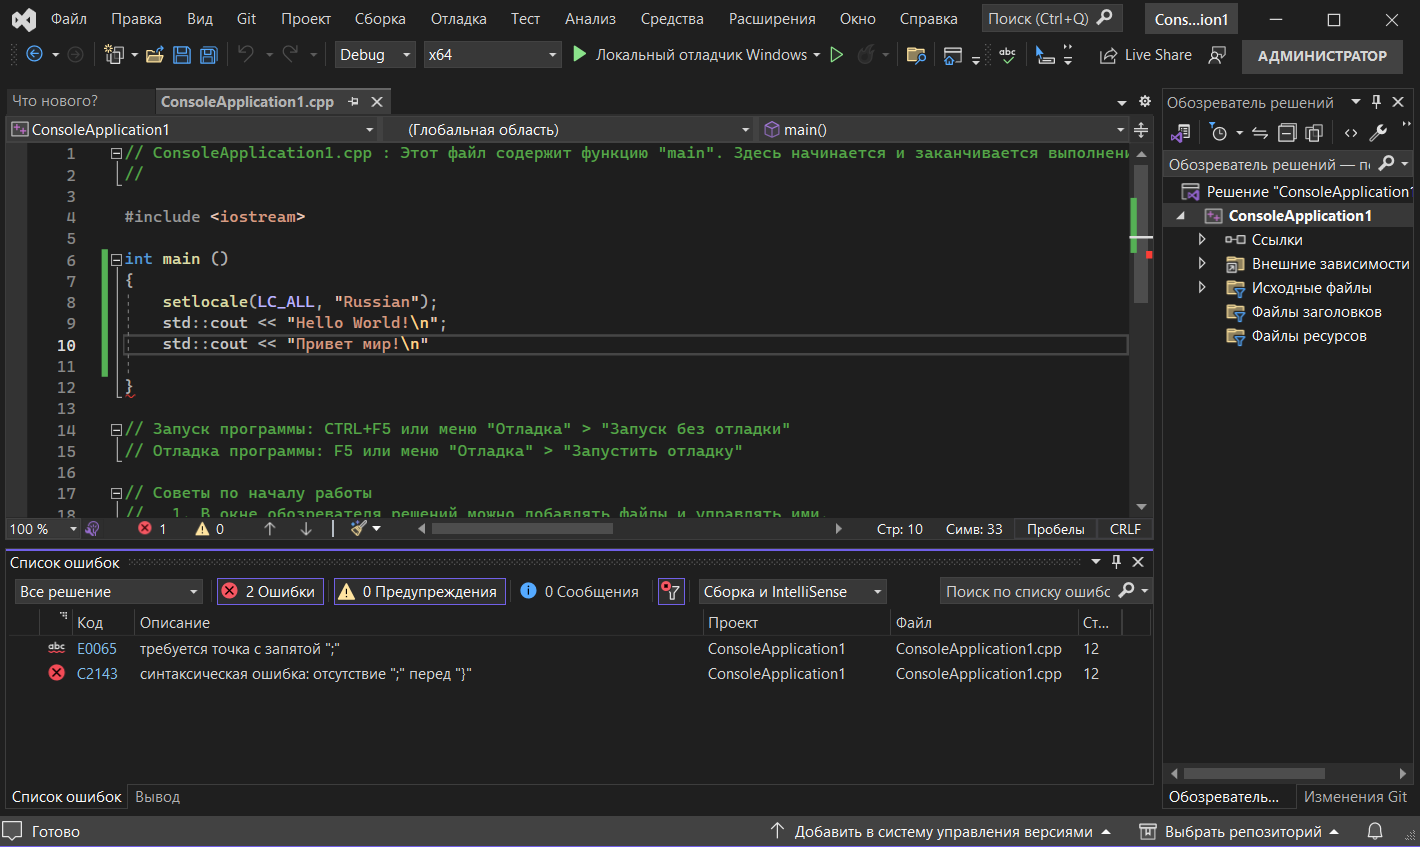 Файл Правка Вид Git Проект Сборка Отладка Тест Анализ Средства Расширения Окно Справка Поиск (Ctrl+Q) Cons...ion1
Debug x64 Локальный отладчик Windows Live Share АДМИНИСТРАТОР
Что нового? ConsoleApplication1.cpp
ConsoleApplication1 (Глобальная область) main()
1 // ConsoleApplication1.cpp : Этот файл содержит функцию "main". Здесь начинается и заканчивается выполнени
2 //
3
4 #include <iostream>
5
6 int main ()
7 {
8 setlocale(LC_ALL, "Russian");
9 std::cout << "Hello World!\n";
10 std::cout << "Привет мир!\n"
11
12 }
13
14 // Запуск программы: CTRL+F5 или меню "Отладка" > "Запуск без отладки"
15 // Отладка программы: F5 или меню "Отладка" > "Запустить отладку"
16
17 // Советы по началу работы
18 // 1. В окне обозревателя решений можно добавлять файлы и управлять ими.
100 % 1 0 Стр: 10 Симв: 33 Пробелы CRLF
Список ошибок
Все решение 2 Ошибки 0 Предупреждения 0 Сообщения Сборка и IntelliSense Поиск по списку ошибс
Код Описание Проект Файл Ст...
abc E0065 требуется точка с запятой ";" ConsoleApplication1 ConsoleApplication1.cpp 12
C2143 синтаксическая ошибка: отсутствие ";" перед "}" ConsoleApplication1 ConsoleApplication1.cpp 12
Список ошибок Вывод
Обозреватель решений
Обозреватель решений — по
Решение "ConsoleApplication1
ConsoleApplication1
Ссылки
Внешние зависимости
Исходные файлы
Файлы заголовков
Файлы ресурсов
Обозреватель... Изменения Git
Готово Добавить в систему управления версиями Выбрать репозиторий